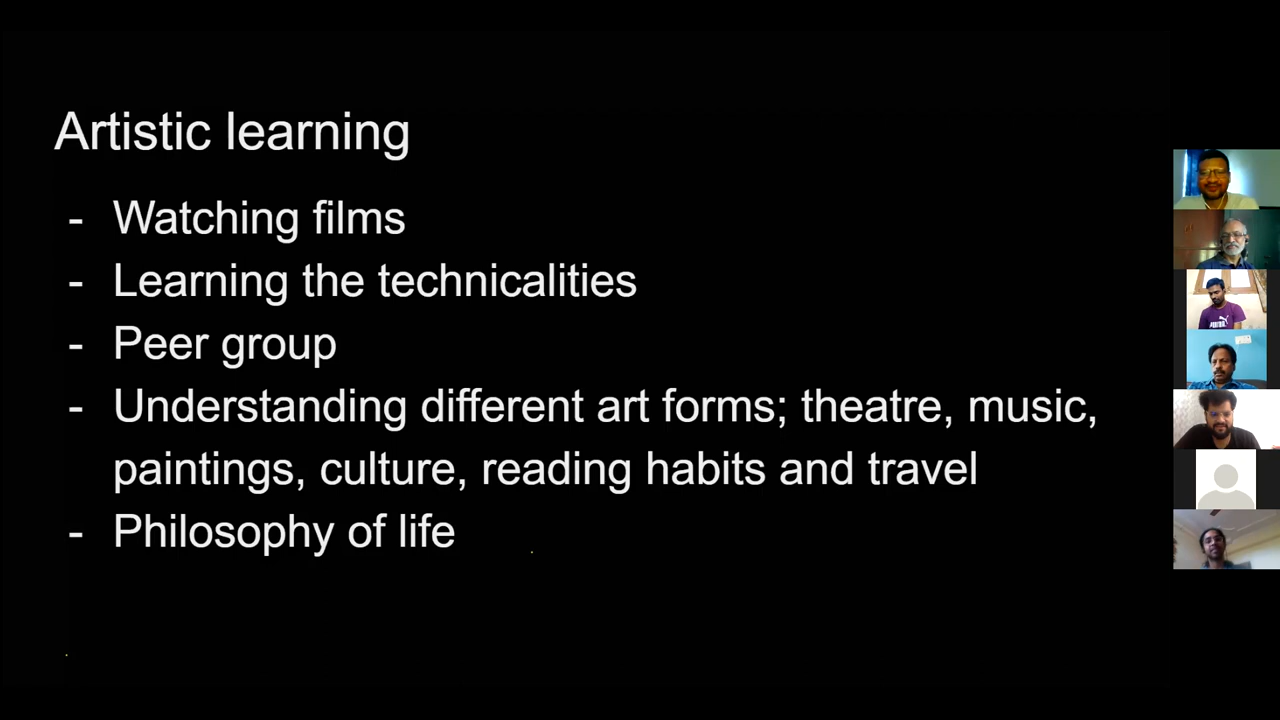 Artistic learning
- Watching films
- Learning the technicalities
- Peer group
- Understanding different art forms; theatre, music,
paintings, culture, reading habits and travel
- Philosophy of life